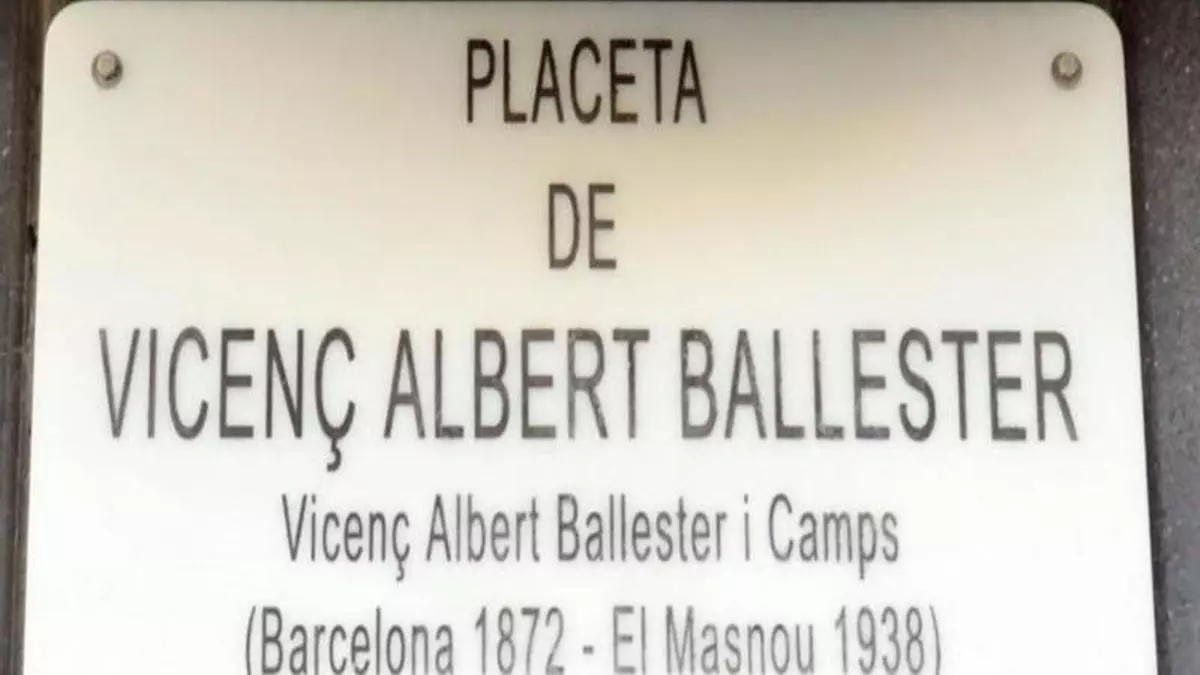 PLACETA
DE
VICENÇ ALBERT BALLESTER
Vicenç Albert Ballester i Camps
(Barcelona 1872 - El Masnou 1938)